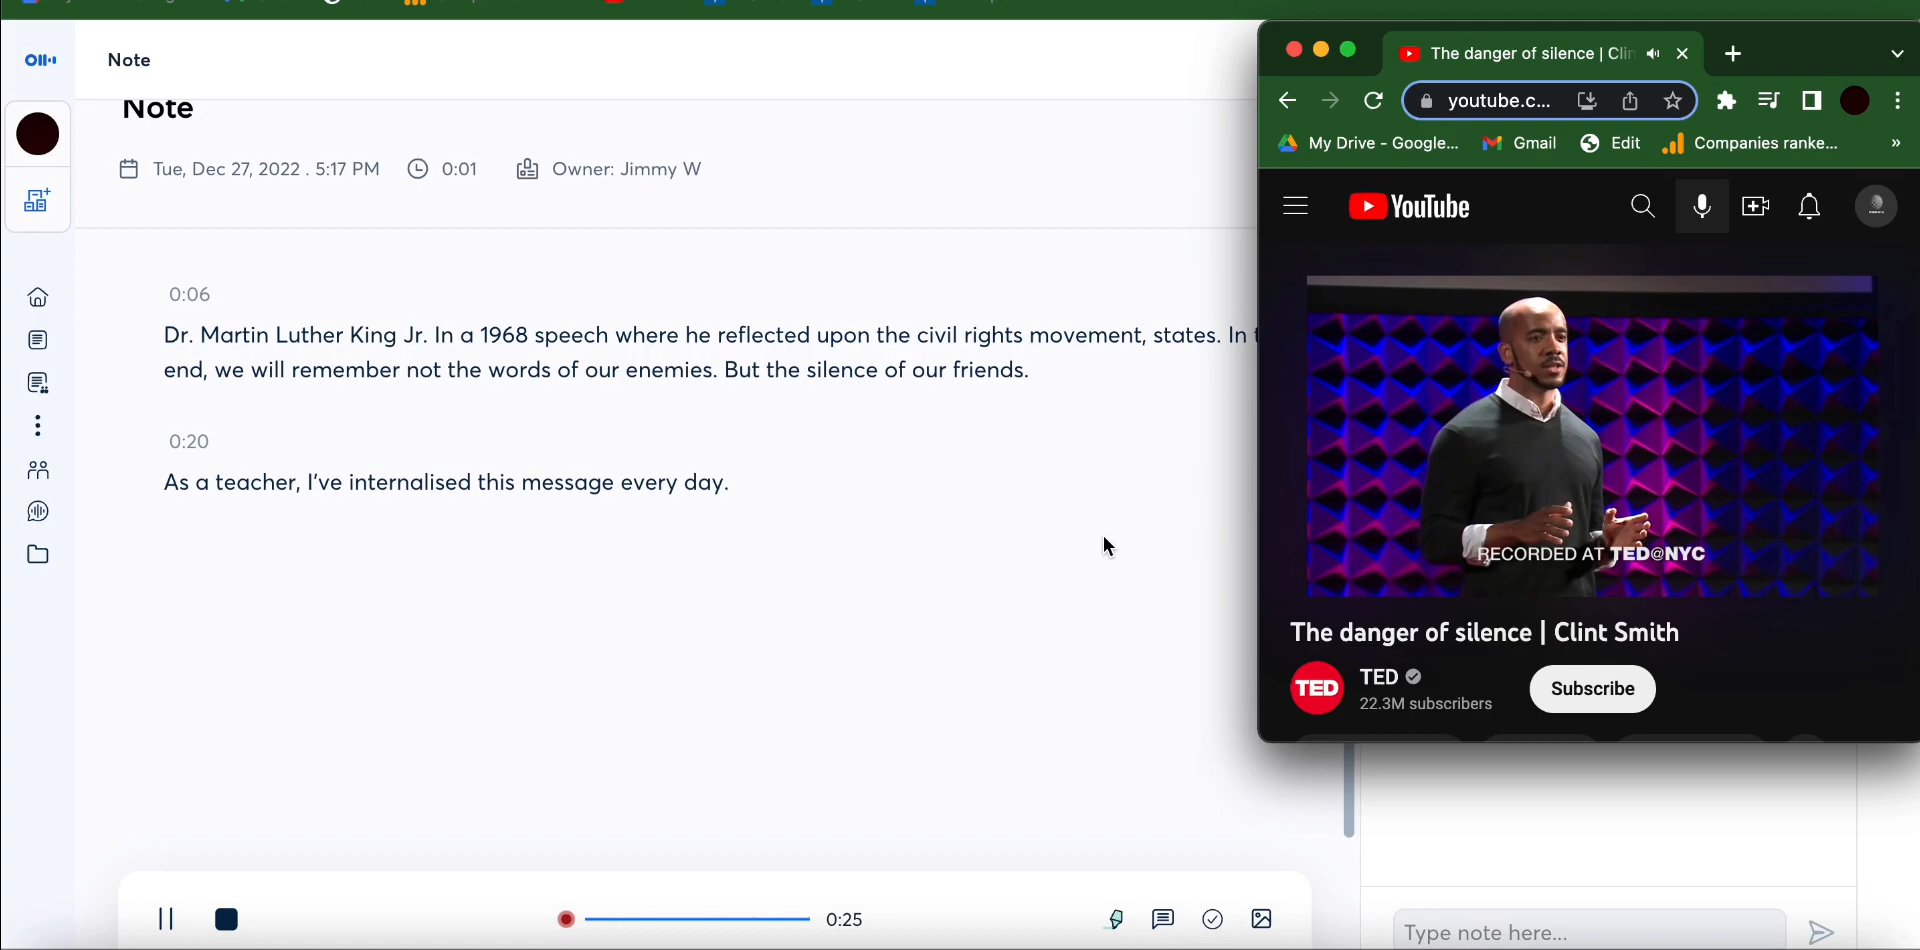 Note
Note
Tue, Dec 27, 2022 . 5:17 PM
0:01
Owner: Jimmy W
0:06
Dr. Martin Luther King Jr. In a 1968 speech where he reflected upon the civil rights movement, states. In
end, we will remember not the words of our enemies. But the silence of our friends.
0:20
As a teacher, I've internalised this message every day.
0:25
Type note here...
The danger of silence | Clin
youtube.c...
My Drive - Google...
Gmail
Edit
Companies ranke...
»
YouTube
RECORDED AT TED@NYC
The danger of silence | Clint Smith
TED
TED
22.3M subscribers
Subscribe